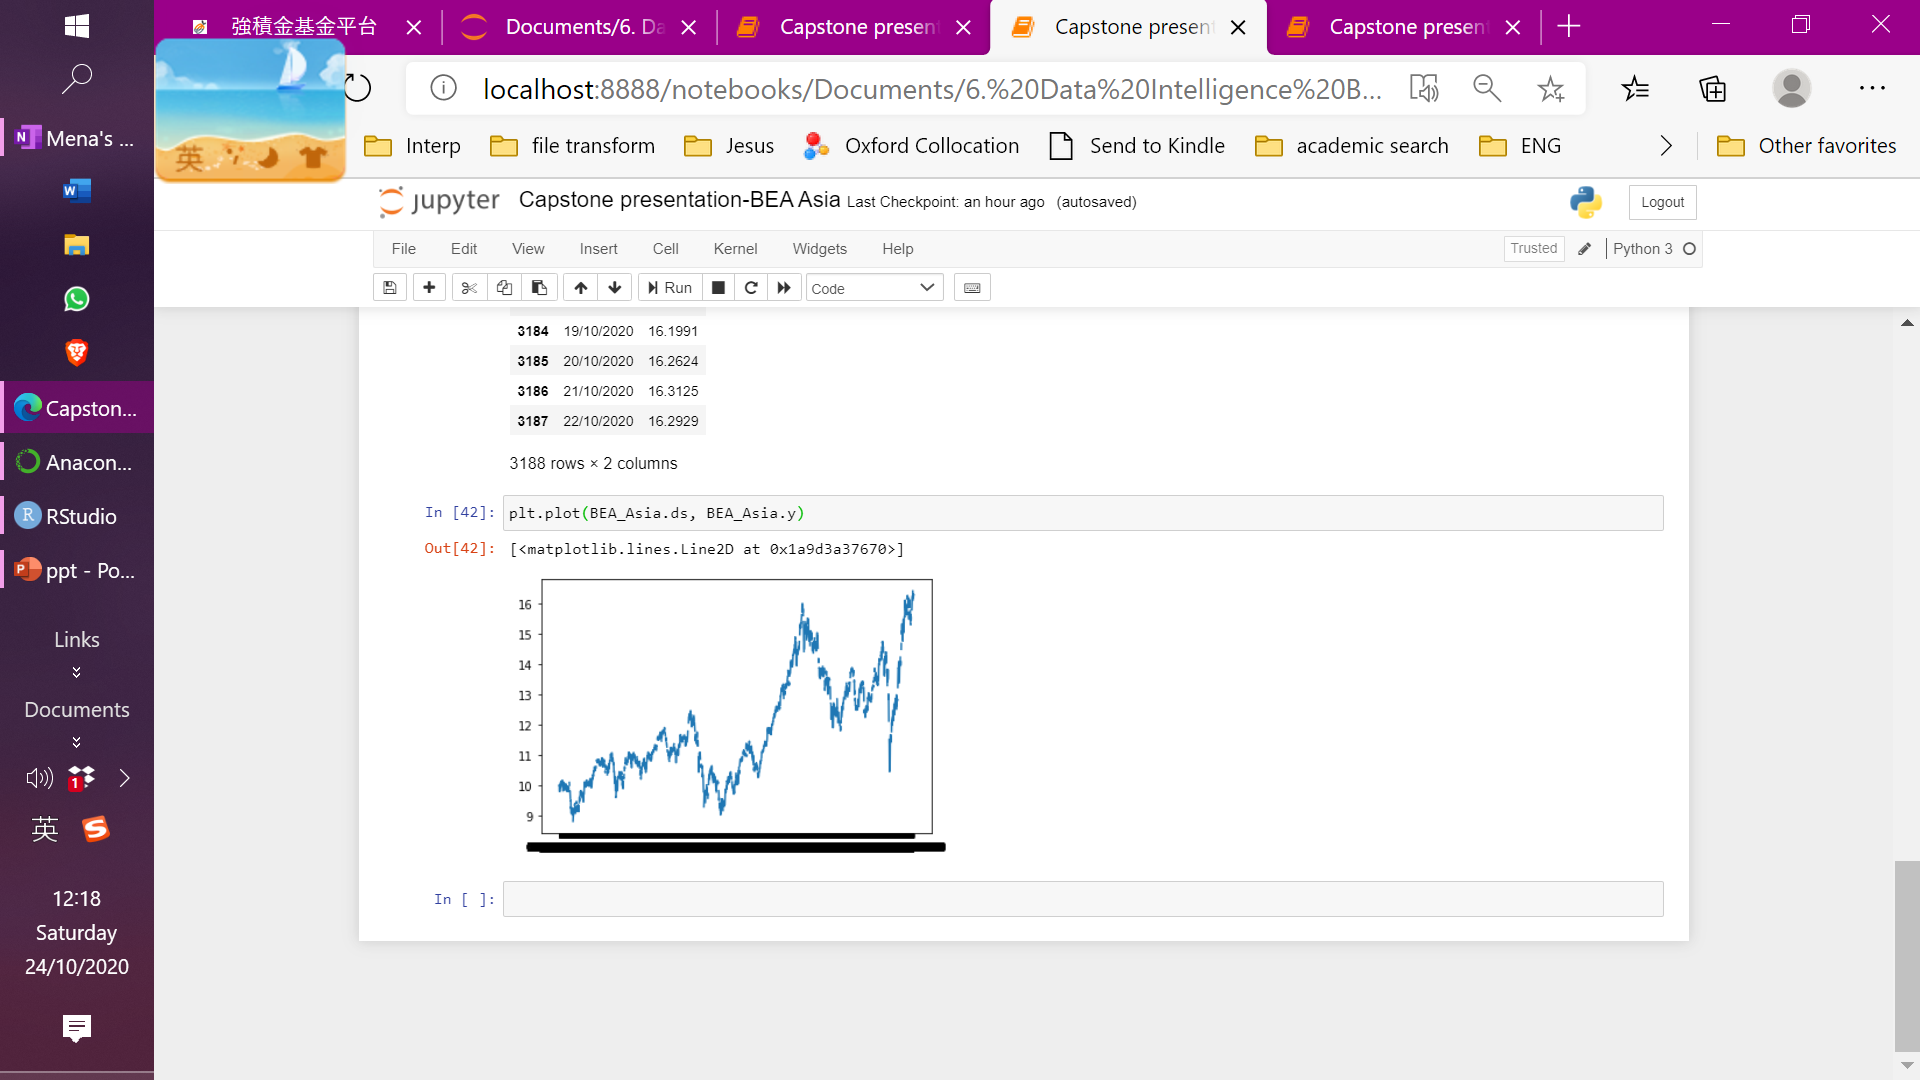 強積金基金平台
Documents/6. Da
Capstone present
Capstone present
Capstone present
localhost:8888/notebooks/Documents/6.%20Data%20Intelligence%20B...
Interp
file transform
Jesus
Oxford Collocation
Send to Kindle
academic search
ENG
Other favorites
英
Mena's ...
Capston...
Anacon...
RStudio
ppt - Po...
Links
Documents
1
英
12:18
Saturday
24/10/2020
jupyter Capstone presentation-BEA Asia Last Checkpoint: an hour ago (autosaved)
Logout
File Edit View Insert Cell Kernel Widgets Help
Trusted
Python 3
Run
Code
3184 19/10/2020 16.1991
3185 20/10/2020 16.2624
3186 21/10/2020 16.3125
3187 22/10/2020 16.2929
3188 rows × 2 columns
In [42]: plt.plot(BEA_Asia.ds, BEA_Asia.y)
Out[42]: [<matplotlib.lines.Line2D at 0x1a9d3a37670>]
16
15
14
13
12
11
10
9
In [ ]: